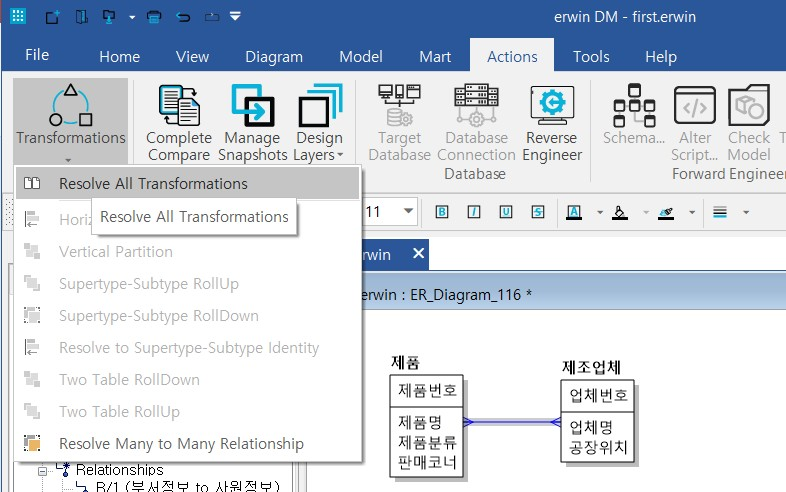 erwin DM - first.erwin
File Home View Diagram Model Mart Actions Tools Help
Transformations
Complete Compare
Manage Snapshots
Design Layers
Target Database
Database Connection
Reverse Engineer
Database
Schema...
Alter Script...
Check Model
Forward Enginee
Resolve All Transformations
Resolve All Transformations
Horiz
11 B I U S A
Vertical Partition
rwin
Supertype-Subtype RollUp
erwin : ER_Diagram_116 *
Supertype-Subtype RollDown
Resolve to Supertype-Subtype Identity
Two Table RollDown
Two Table RollUp
Resolve Many to Many Relationship
제품
제품번호
제품명
제품분류
판매코너
제조업체
업체번호
업체명
공장위치
Relationships
R/1 (부서정보 to 사원정보)